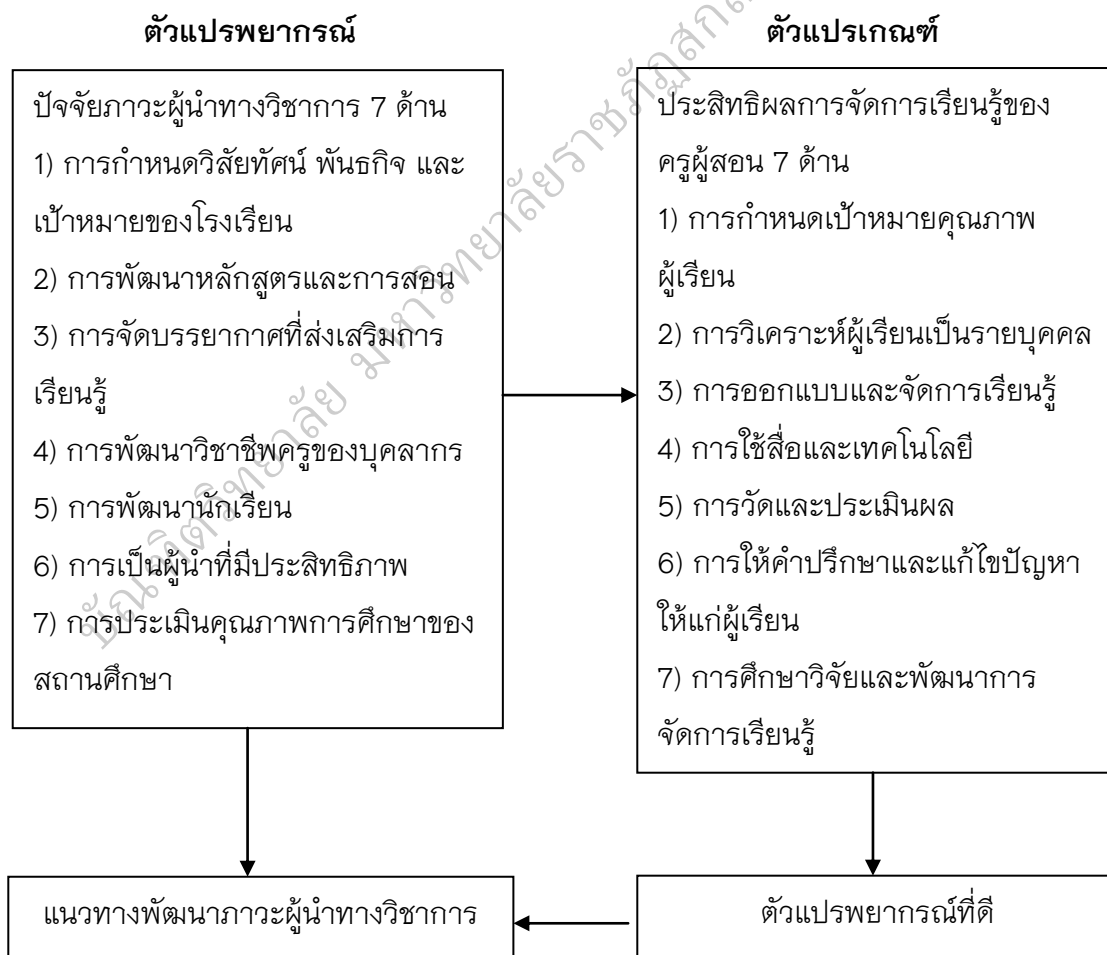 ตัวแปรพยากรณ์
ปัจจัยภาวะผู้นำทางวิชาการ 7 ด้าน
1) การกำหนดวิสัยทัศน์ พันธกิจ และ
เป้าหมายของโรงเรียน
2) การพัฒนาหลักสูตรและการสอน
3) การจัดบรรยากาศที่ส่งเสริมการ
เรียนรู้
4) การพัฒนาวิชาชีพครูของบุคลากร
5) การพัฒนานักเรียน
6) การเป็นผู้นำที่มีประสิทธิภาพ
7) การประเมินคุณภาพการศึกษาของ
สถานศึกษา
ตัวแปรเกณฑ์
ประสิทธิผลการจัดการเรียนรู้ของ
ครูผู้สอน 7 ด้าน
1) การกำหนดเป้าหมายคุณภาพ
ผู้เรียน
2) การวิเคราะห์ผู้เรียนเป็นรายบุคคล
3) การออกแบบและจัดการเรียนรู้
4) การใช้สื่อและเทคโนโลยี
5) การวัดและประเมินผล
6) การให้คำปรึกษาและแก้ไขปัญหา
ให้แก่ผู้เรียน
7) การศึกษาวิจัยและพัฒนาการ
จัดการเรียนรู้
แนวทางพัฒนาภาวะผู้นำทางวิชาการ
ตัวแปรพยากรณ์ที่ดี
บัณฑิตวิทยาลัย มหาวิทยาลัยราชภัฏ